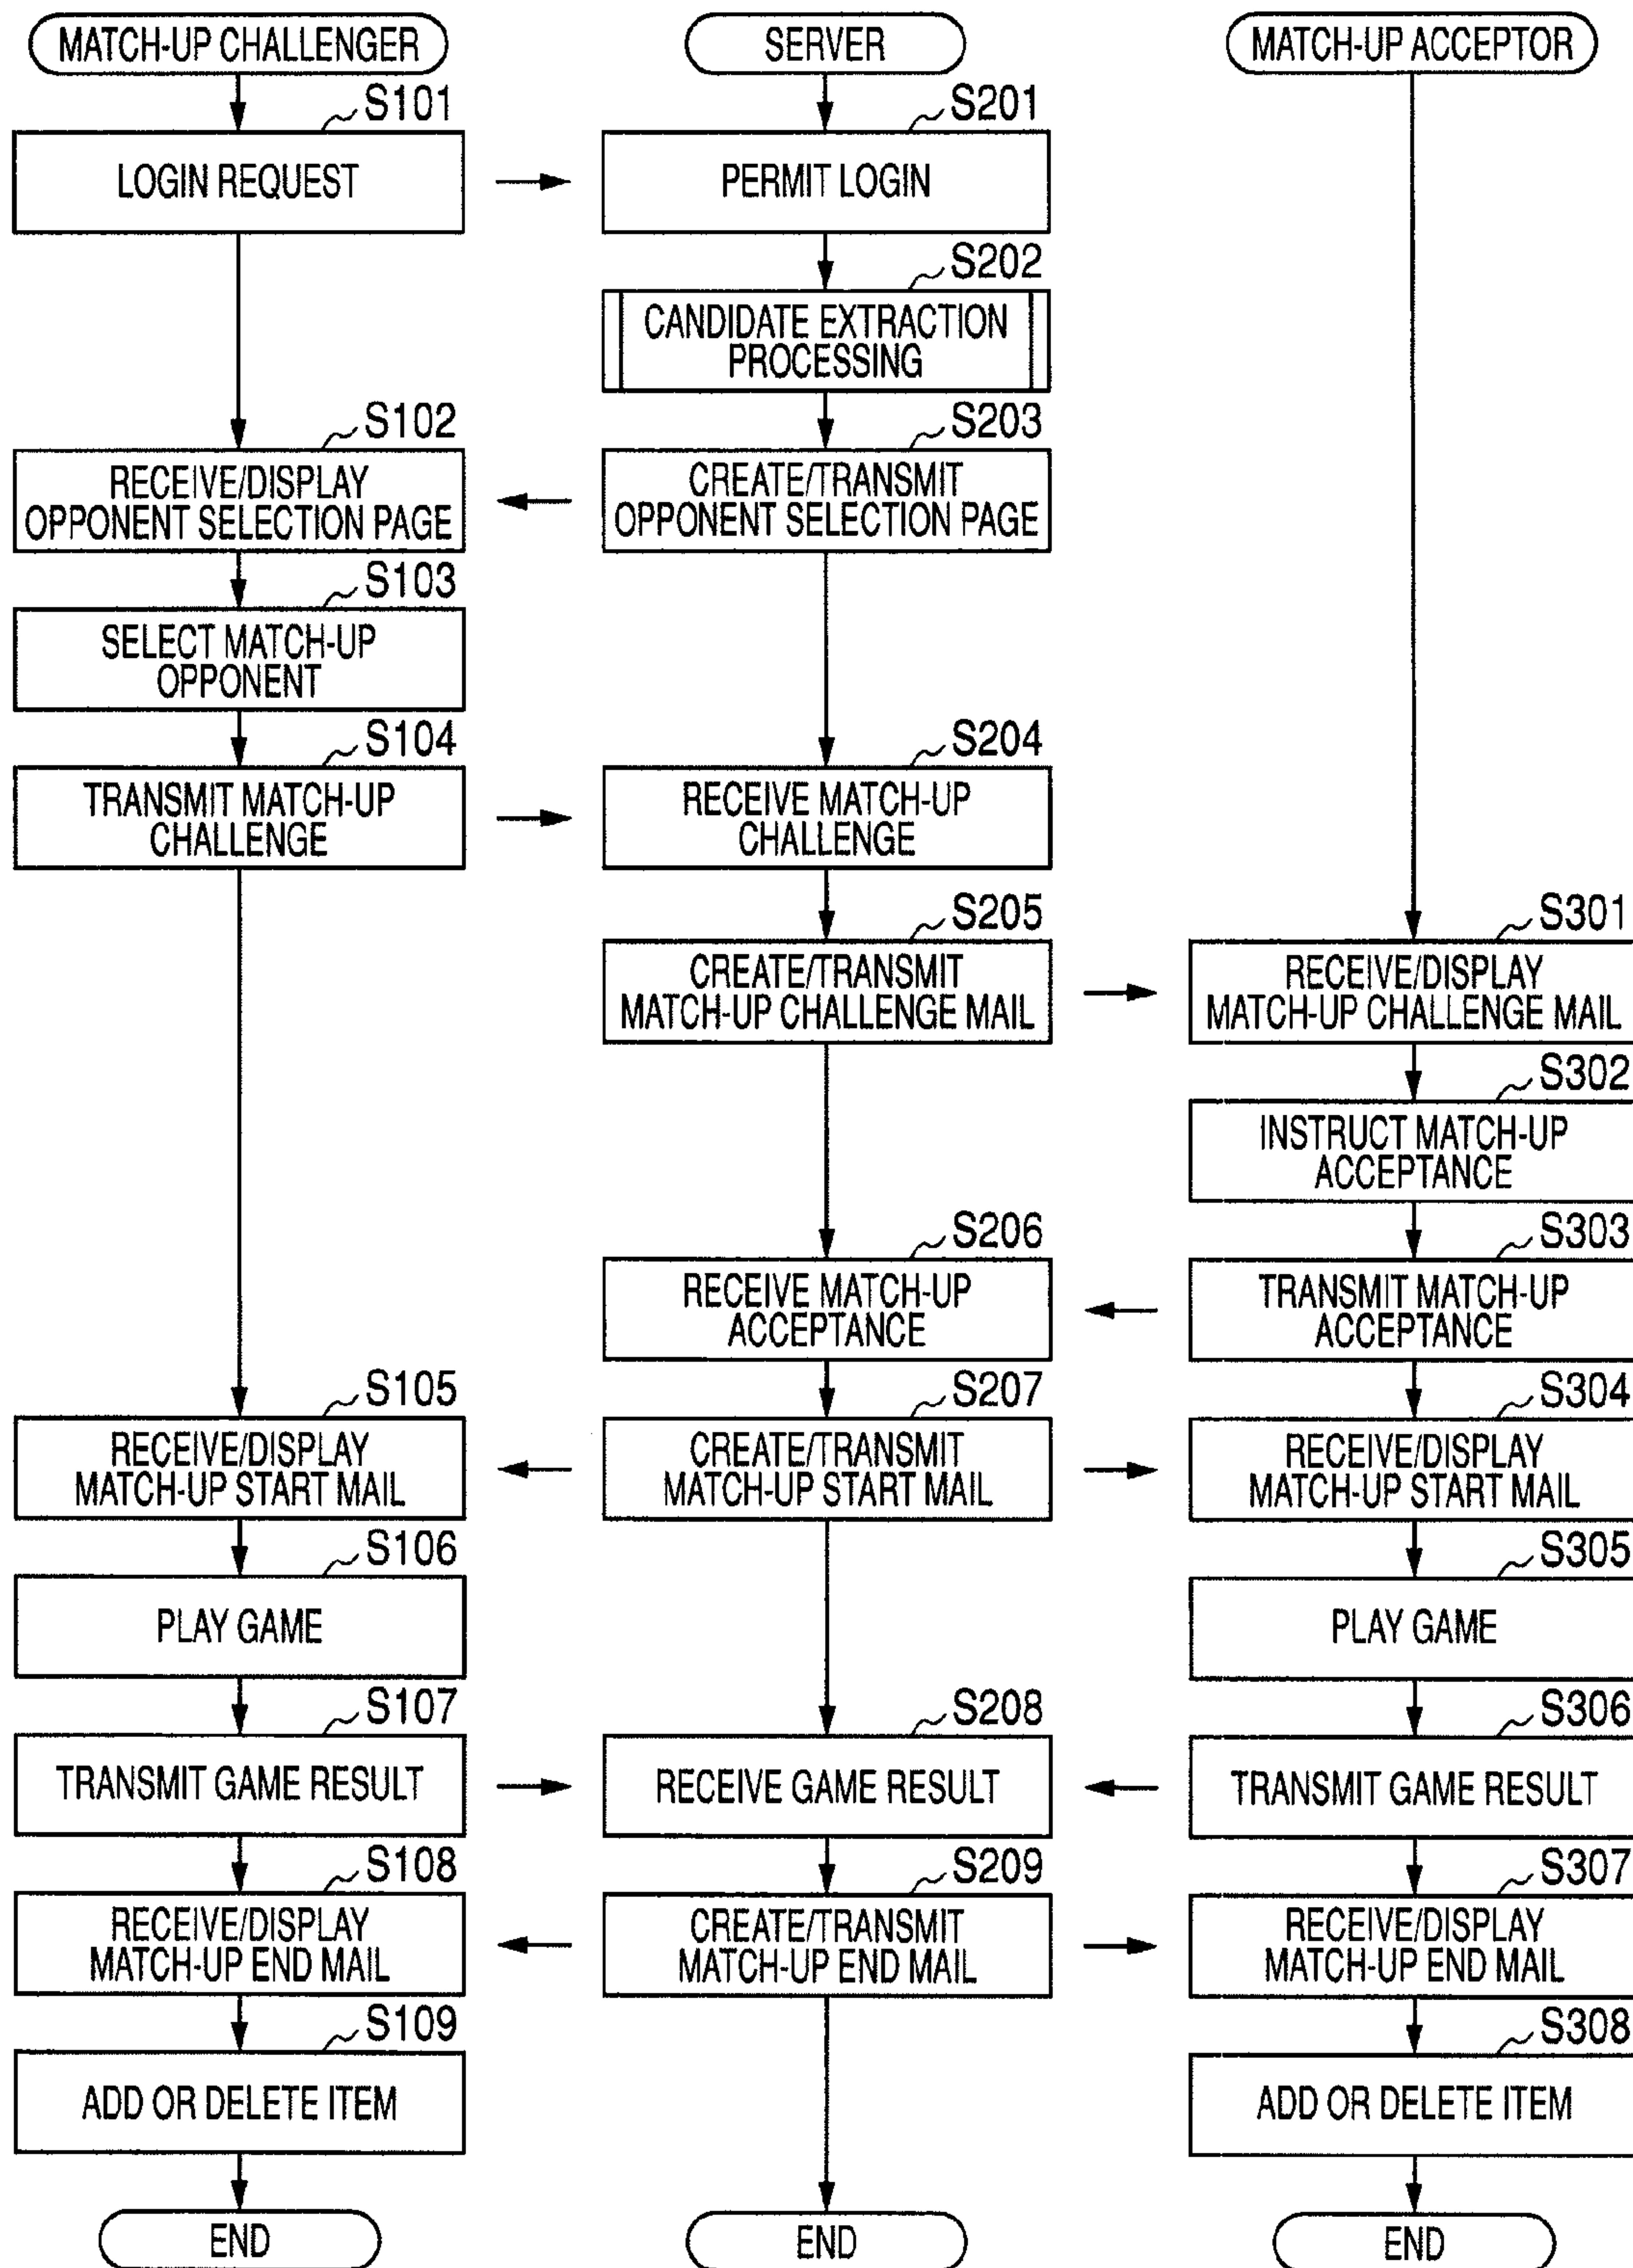 MATCH-UP CHALLENGER
SERVER
MATCH-UP ACCEPTOR
S101
S201
LOGIN REQUEST
PERMIT LOGIN
S202
CANDIDATE EXTRACTION
PROCESSING
S102
S203
RECEIVE/DISPLAY
OPPONENT SELECTION PAGE
CREATE/TRANSMIT
OPPONENT SELECTION PAGE
S103
SELECT MATCH-UP
OPPONENT
S104
S204
TRANSMIT MATCH-UP
CHALLENGE
RECEIVE MATCH-UP
CHALLENGE
S205
S301
CREATE/TRANSMIT
MATCH-UP CHALLENGE MAIL
RECEIVE/DISPLAY
MATCH-UP CHALLENGE MAIL
S302
INSTRUCT MATCH-UP
ACCEPTANCE
S206
S303
RECEIVE MATCH-UP
ACCEPTANCE
TRANSMIT MATCH-UP
ACCEPTANCE
S105
S207
S304
RECEIVE/DISPLAY
MATCH-UP START MAIL
CREATE/TRANSMIT
MATCH-UP START MAIL
RECEIVE/DISPLAY
MATCH-UP START MAIL
S106
S305
PLAY GAME
PLAY GAME
S107
S208
S306
TRANSMIT GAME RESULT
RECEIVE GAME RESULT
TRANSMIT GAME RESULT
S108
S209
S307
RECEIVE/DISPLAY
MATCH-UP END MAIL
CREATE/TRANSMIT
MATCH-UP END MAIL
RECEIVE/DISPLAY
MATCH-UP END MAIL
S109
S308
ADD OR DELETE ITEM
ADD OR DELETE ITEM
END
END
END